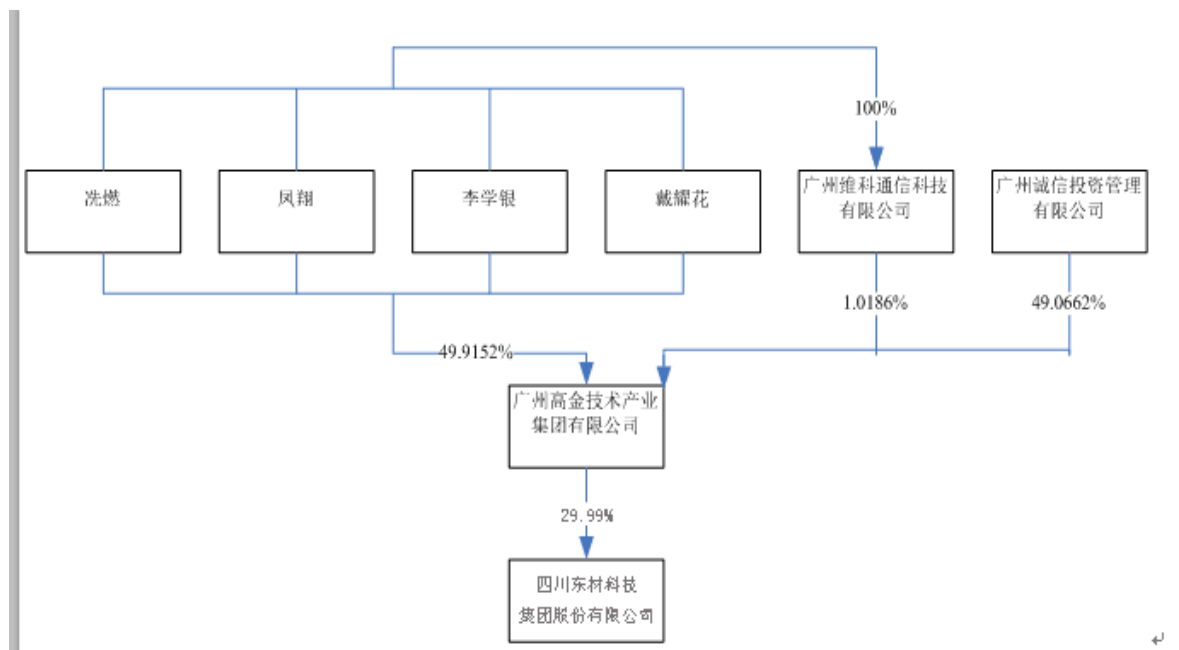 100%
冼燃
凤翔
李学银
戴耀花
广州维科通信科技
有限公司
广州诚信投资管理
有限公司
1.0186%
49.0662%
49.9152%
广州高金技术产业
集团有限公司
29.99%
四川东材科技
集团股份有限公司